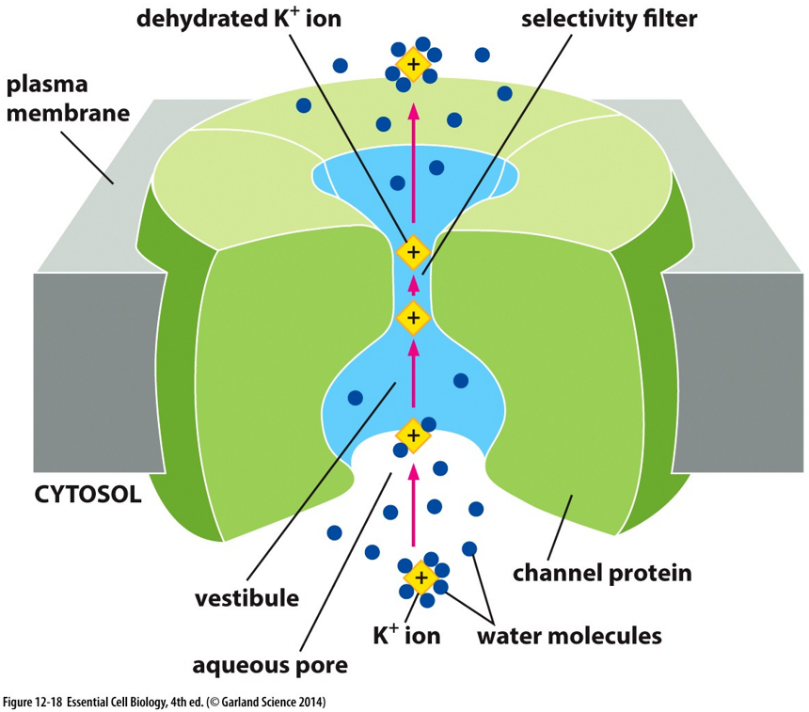 dehydrated K⁺ ion
selectivity filter
+
plasma
membrane
+
+
+
CYTOSOL
+
channel protein
vestibule
K⁺ ion
water molecules
aqueous pore
Figure 12-18 Essential Cell Biology, 4th ed. (© Garland Science 2014)